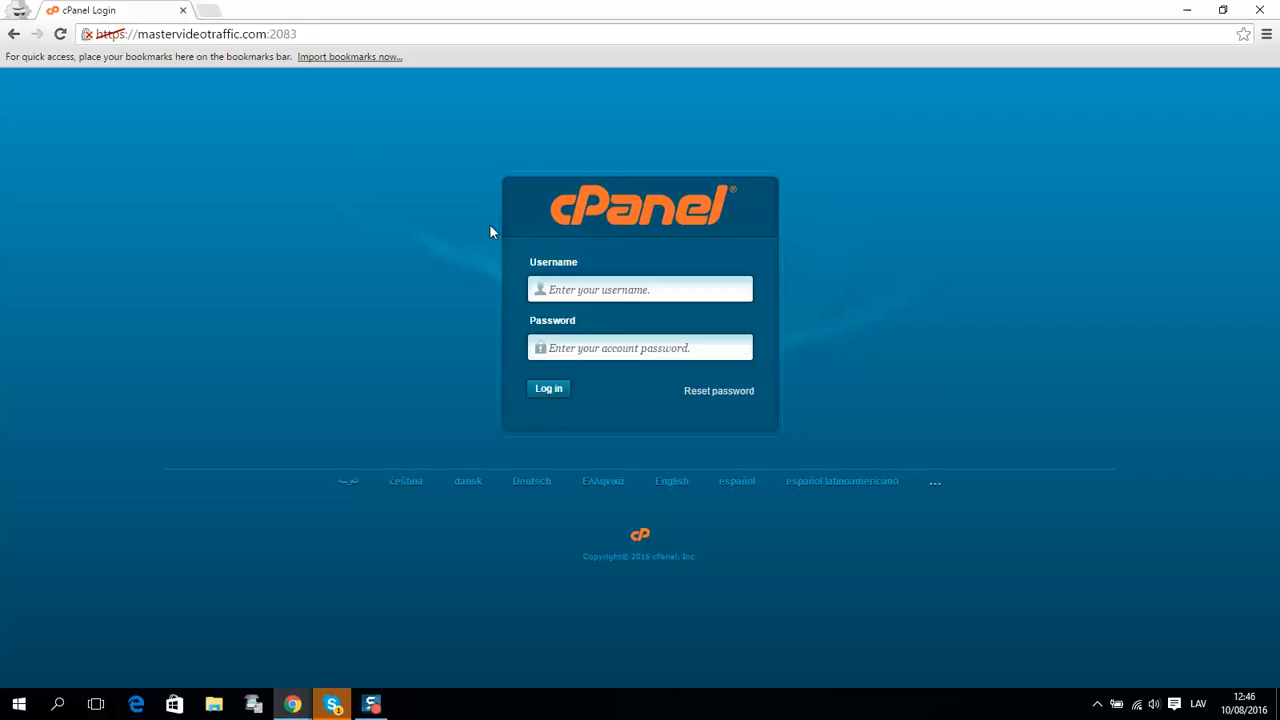 cPanel Login
https://mastervideotraffic.com:2083
For quick access, place your bookmarks here on the bookmarks bar. Import bookmarks now...
cPanel®
Username
Enter your username.
Password
Enter your account password.
Log in
Reset password
العربية čeština dansk Deutsch Ελληνικά English español español latinoamericano ...
cP
Copyright© 2016 cPanel, Inc.
LAV
12:46
10/08/2016